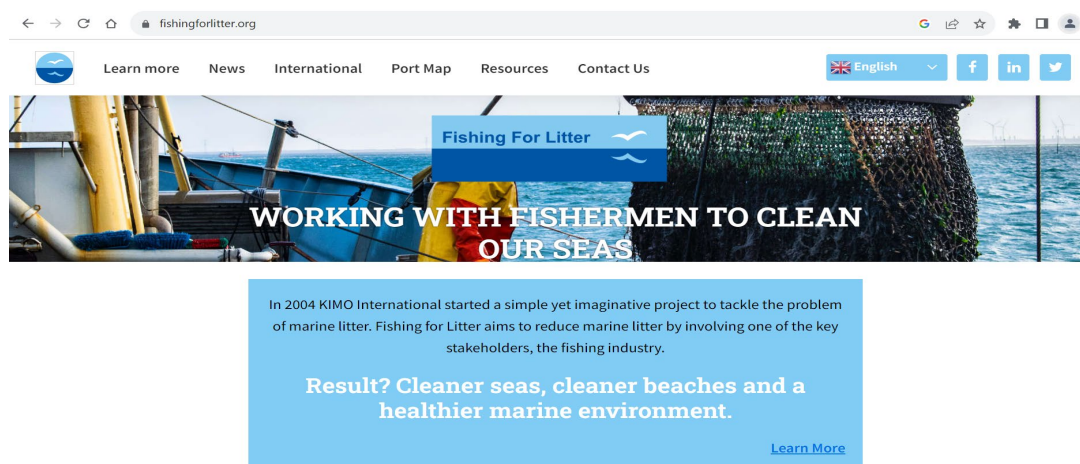 fishingforlitter.org
Learn more News International Port Map Resources Contact Us English
Fishing For Litter
WORKING WITH FISHERMEN TO CLEAN
OUR SEAS
In 2004 KIMO International started a simple yet imaginative project to tackle the problem
of marine litter. Fishing for Litter aims to reduce marine litter by involving one of the key
stakeholders, the fishing industry.
Result? Cleaner seas, cleaner beaches and a
healthier marine environment.
Learn More